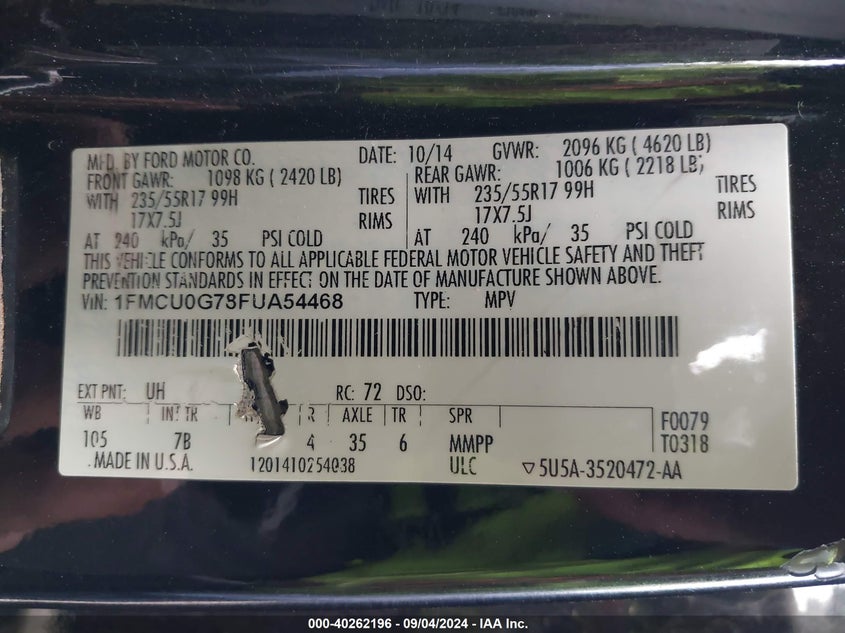 MFD. BY FORD MOTOR CO. DATE: 10/14 GVWR: 2096 KG ( 4620 LB)
FRONT GAWR: 1098 KG ( 2420 LB) REAR GAWR: 1006 KG ( 2218 LB)
WITH 235/55R17 99H TIRES WITH 235/55R17 99H TIRES
17X7.5J RIMS 17X7.5J RIMS
AT 240 kPa/ 35 PSI COLD AT 240 kPa/ 35 PSI COLD
THIS VEHICLE CONFORMS TO ALL APPLICABLE FEDERAL MOTOR VEHICLE SAFETY AND THEFT
PREVENTION STANDARDS IN EFFECT ON THE DATE OF MANUFACTURE SHOWN ABOVE.
VIN: 1FMCU0G78FUA54468 TYPE: MPV
EXT PNT: UH RC: 72 DSO:
WB INT TR R AXLE TR SPR F0079
105 7B 4 35 6 MMPP T0318
MADE IN U.S.A. 1201410254038 ULC ▽5U5A-3520472-AA
000-40262196 - 09/04/2024 - IAA Inc.